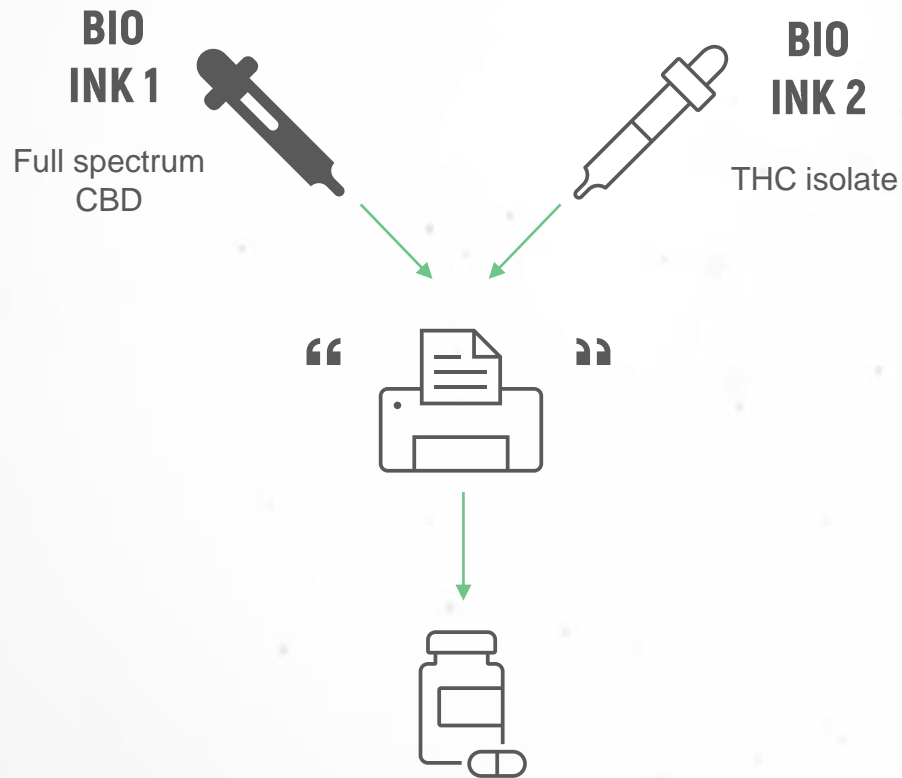 BIO
INK 1
Full spectrum
CBD
BIO
INK 2
THC isolate
“ ”